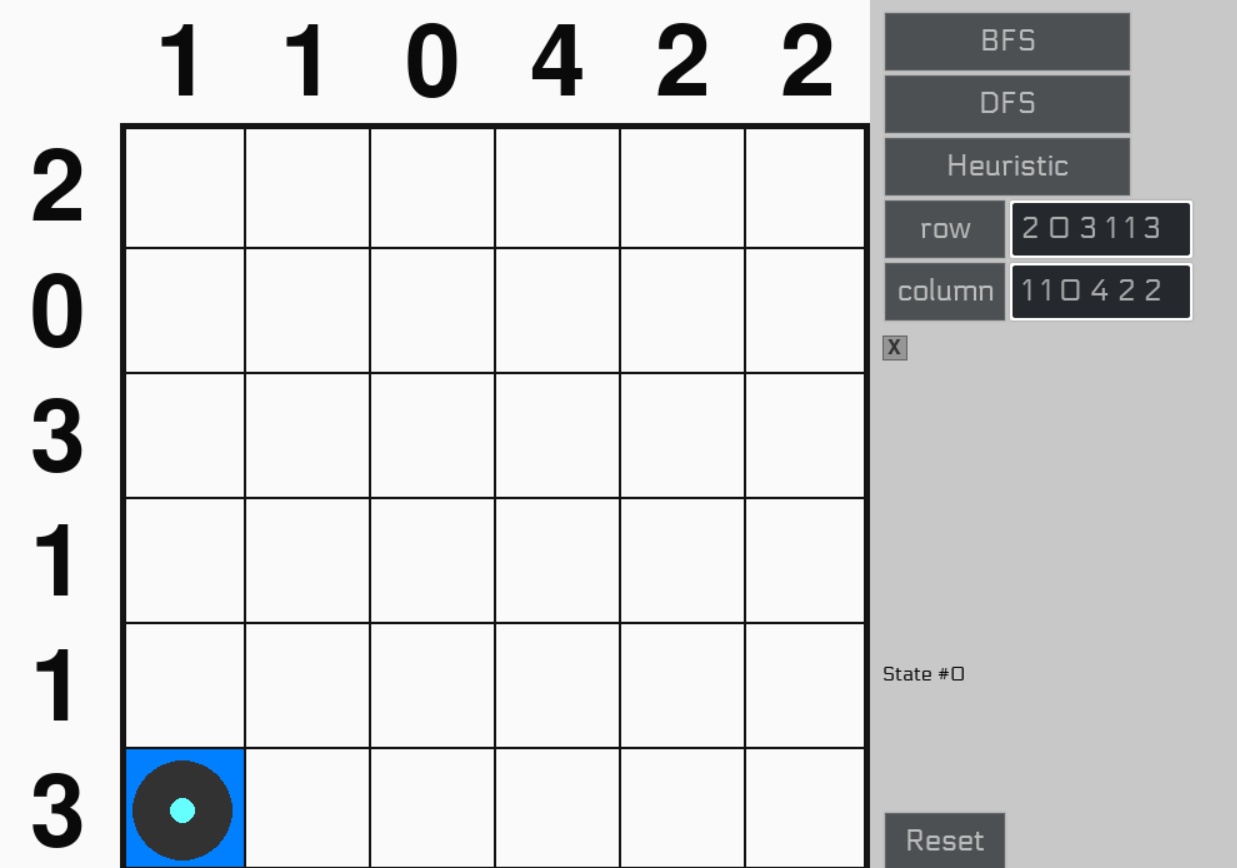 1 1 0 4 2 2
BFS
2
DFS
Heuristic
0
row 2 0 3 1 1 3
column 1 1 0 4 2 2
X
3
1
1
State #0
3
Reset